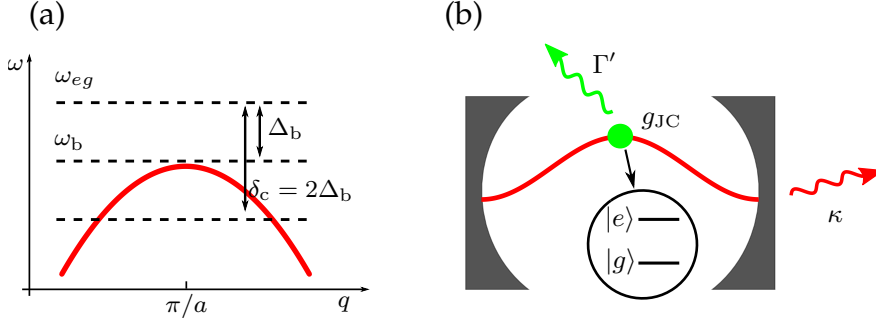 (a)
ω
ω_eg
ω_b
Δ_b
δ_c = 2Δ_b
π/a
q
(b)
Γ′
g_JC
κ
|e⟩
|g⟩